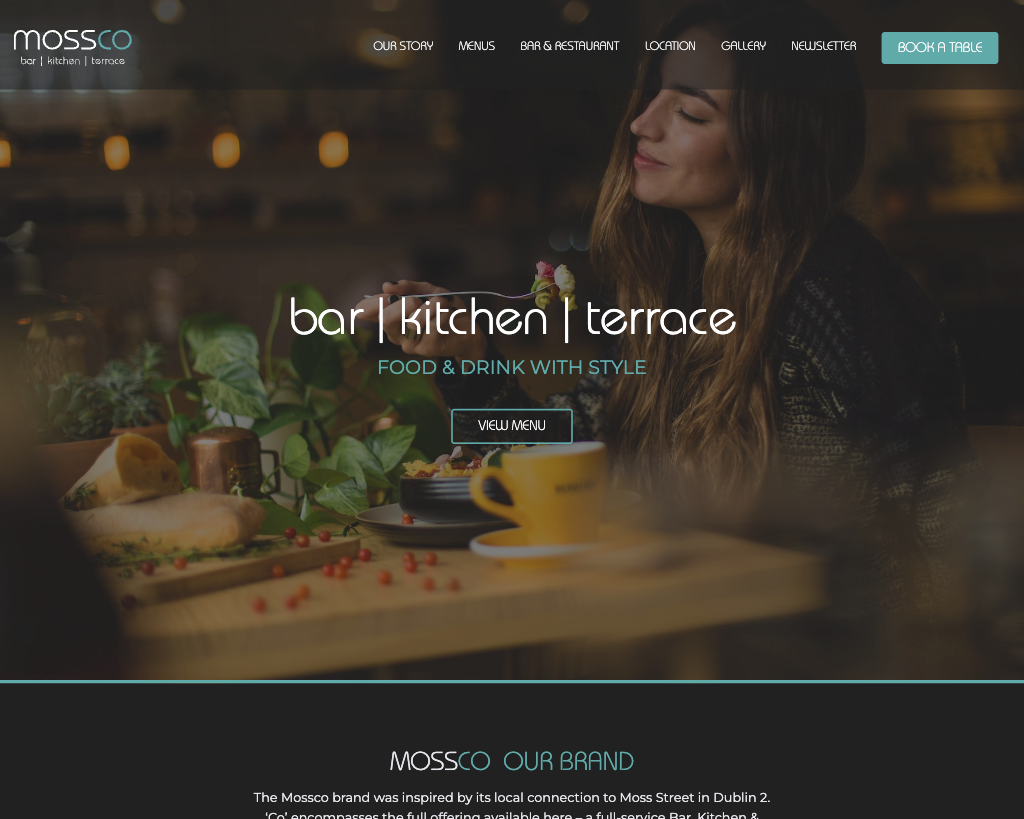 MOSSCO
bar | kitchen | terrace
OUR STORY
MENUS
BAR & RESTAURANT
LOCATION
GALLERY
NEWSLETTER
BOOK A TABLE
bar | kitchen | terrace
FOOD & DRINK WITH STYLE
VIEW MENU
MOSSCO OUR BRAND
The Mossco brand was inspired by its local connection to Moss Street in Dublin 2.
'Co' encompasses the full offering available here – a full-service Bar, Kitchen &